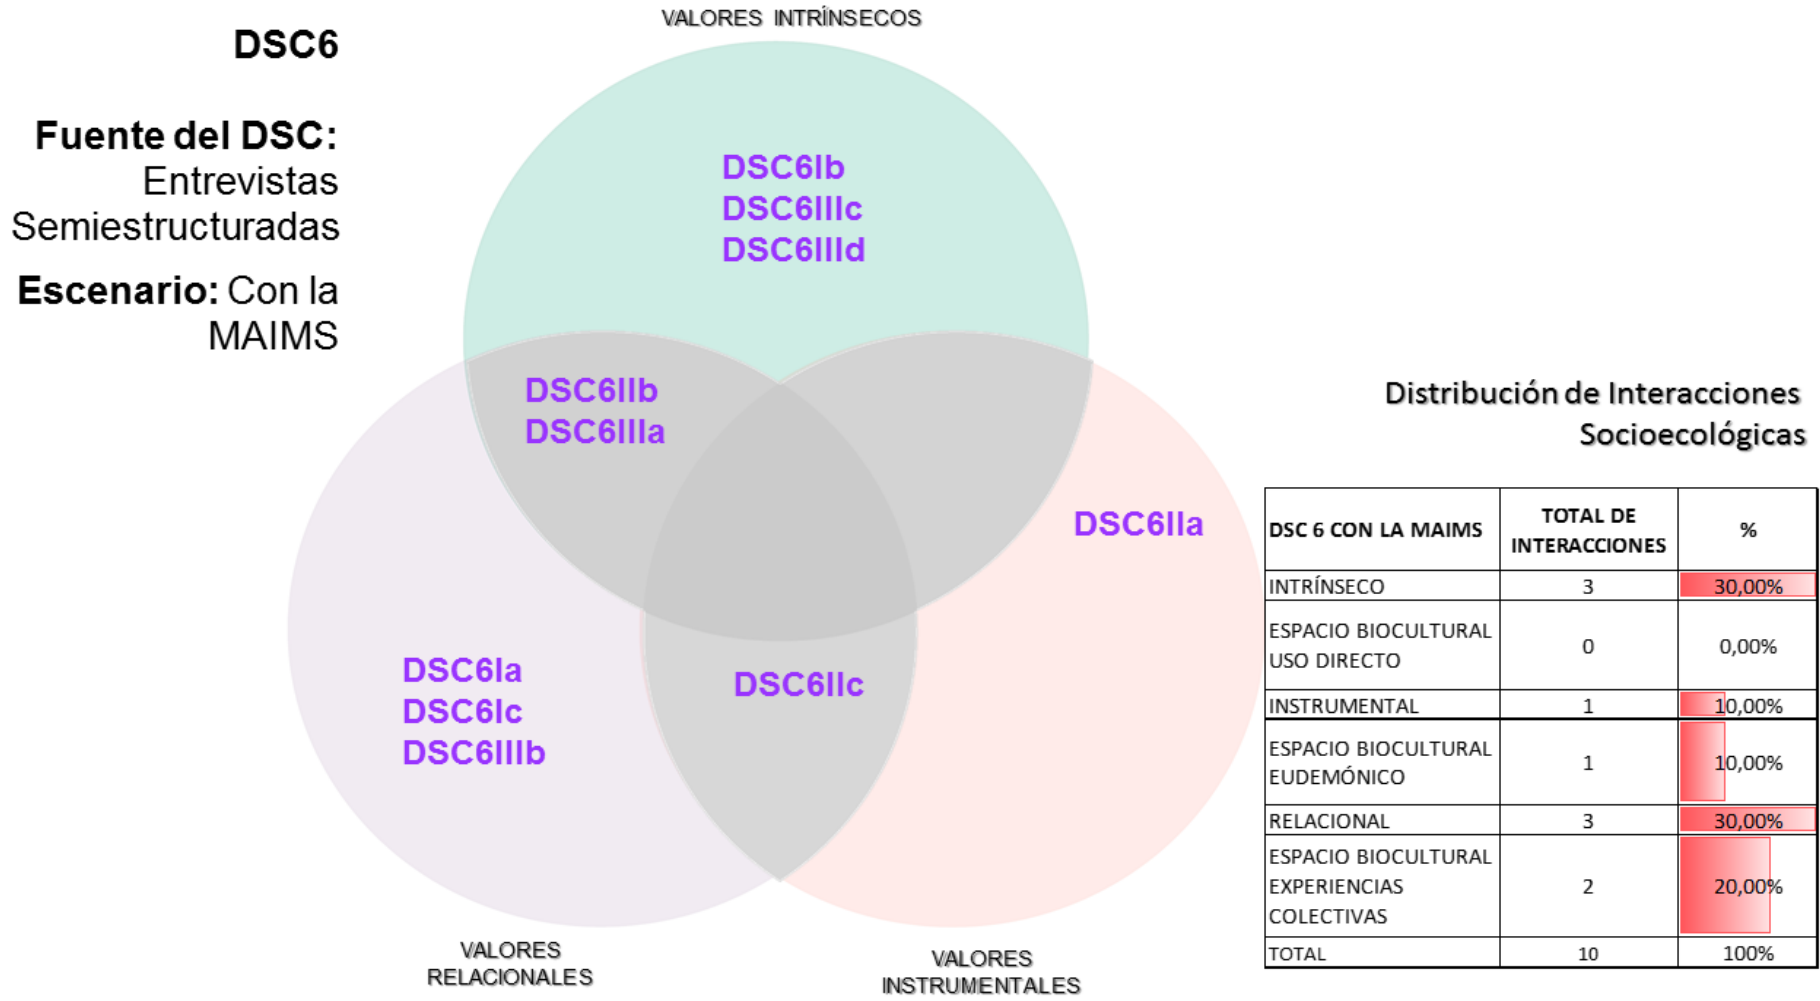 DSC6
Fuente del DSC:
Entrevistas
Semiestructuradas
Escenario: Con la
MAIMS
VALORES INTRÍNSECOS
DSC6Ib
DSC6IIIc
DSC6IIId
DSC6IIb
DSC6IIIa
DSC6IIa
DSC6Ia
DSC6Ic
DSC6IIIb
DSC6IIc
VALORES
RELACIONALES
VALORES
INSTRUMENTALES
Distribución de Interacciones
Socioecológicas
DSC 6 CON LA MAIMS
TOTAL DE
INTERACCIONES
%
INTRÍNSECO 3 30,00%
ESPACIO BIOCULTURAL
USO DIRECTO
0 0,00%
INSTRUMENTAL 1 10,00%
ESPACIO BIOCULTURAL
EUDEMÓNICO
1 10,00%
RELACIONAL 3 30,00%
ESPACIO BIOCULTURAL
EXPERIENCIAS
COLECTIVAS
2 20,00%
TOTAL 10 100%